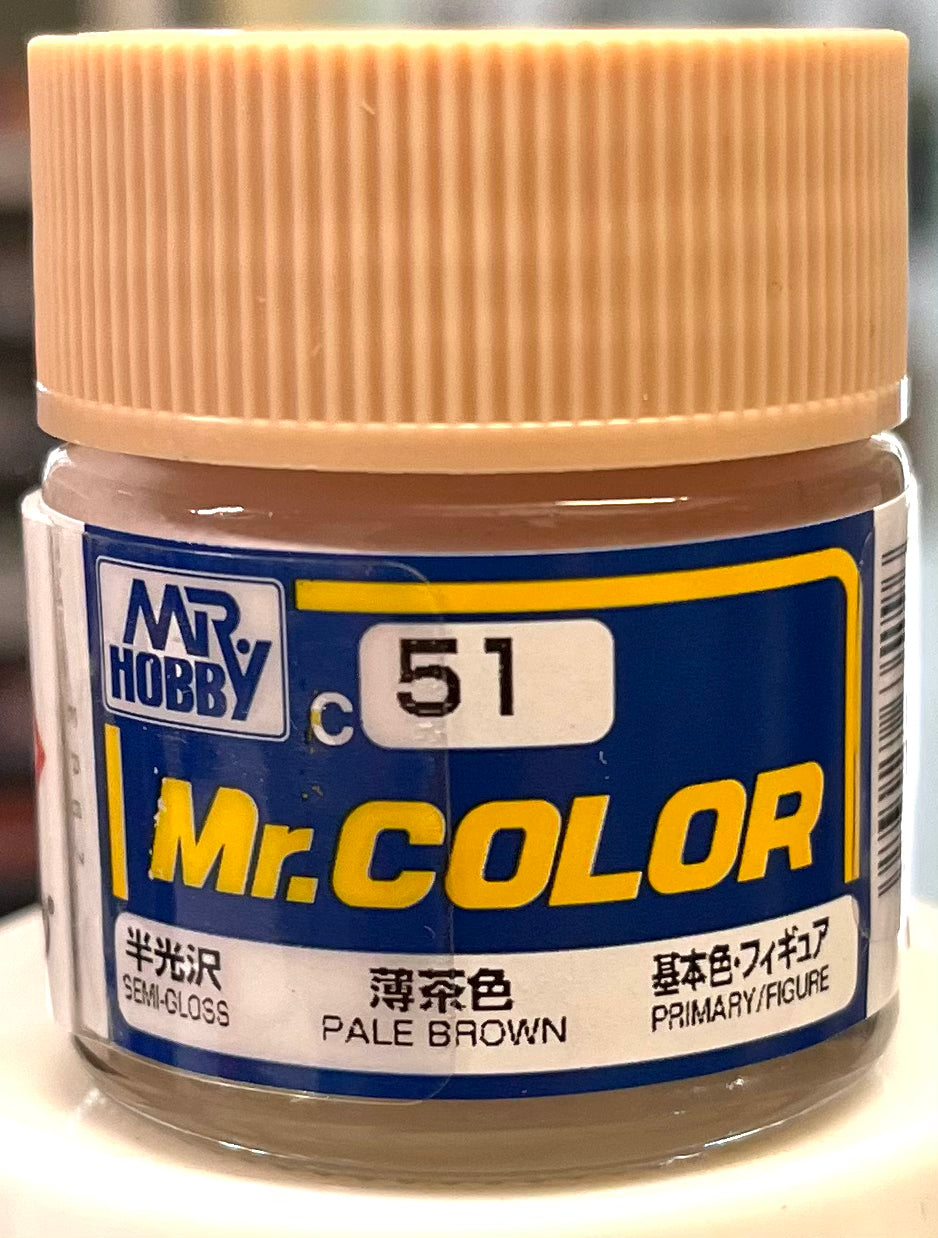 MR.
HOBBY
C 51
Mr.COLOR
半光沢
SEMI-GLOSS
薄茶色
PALE BROWN
基本色・フィギュア
PRIMARY/FIGURE